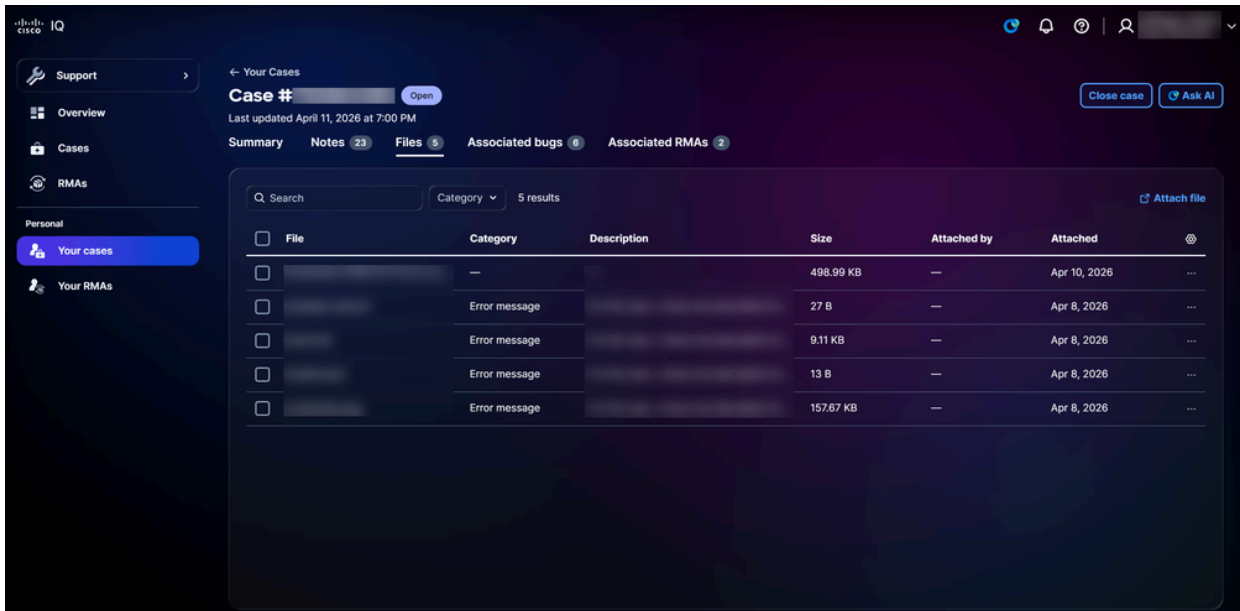 cisco IQ
Support
Overview
Cases
RMAs
Personal
Your cases
Your RMAs
← Your Cases
Case #
Open
Close case
Ask AI
Last updated April 11, 2026 at 7:00 PM
Summary Notes 23 Files 5 Associated bugs 6 Associated RMAs 2
Search Category 5 results Attach file
File Category Description Size Attached by Attached
— 498.99 KB — Apr 10, 2026 ...
Error message 27 B — Apr 8, 2026 ...
Error message 9.11 KB — Apr 8, 2026 ...
Error message 13 B — Apr 8, 2026 ...
Error message 157.67 KB — Apr 8, 2026 ...